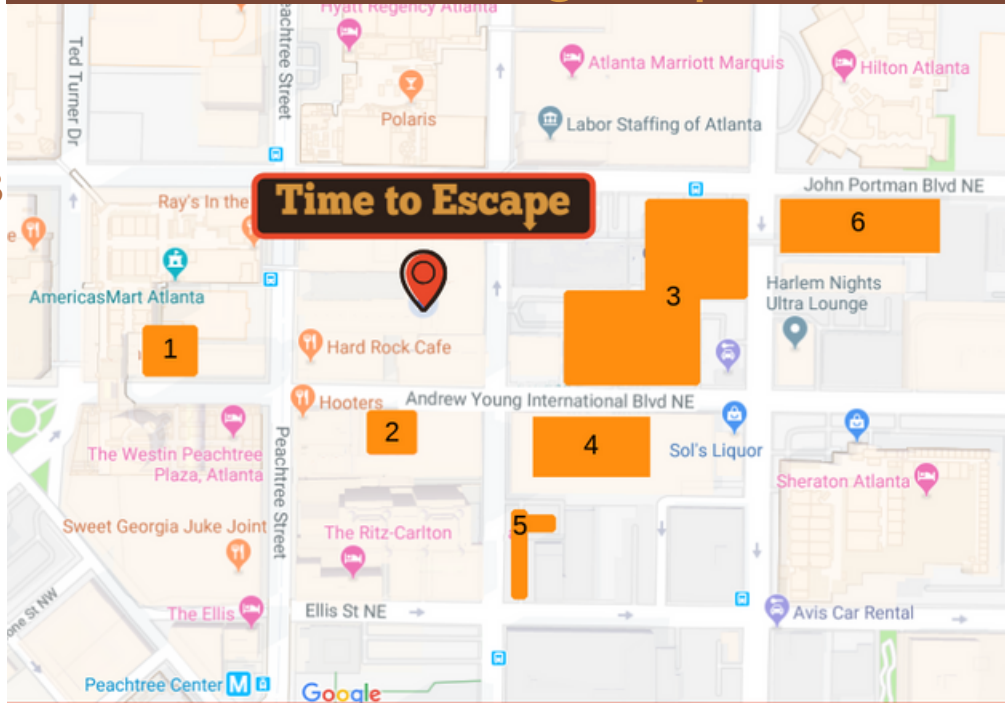 Hyatt Regency Atlanta
Ted Turner Dr
Peachtree Street
Atlanta Marriott Marquis
Hilton Atlanta
Polaris
Labor Staffing of Atlanta
John Portman Blvd NE
Ray's In the
Time to Escape
6
AmericasMart Atlanta
3
Harlem Nights
Ultra Lounge
1
Hard Rock Cafe
Hooters
Andrew Young International Blvd NE
2
4
Sol's Liquor
The Westin Peachtree
Plaza, Atlanta
Peachtree Street
Sheraton Atlanta
Sweet Georgia Juke Joint
The Ritz-Carlton
5
The Ellis
Ellis St NE
Avis Car Rental
one St NW
Peachtree Center M
Google